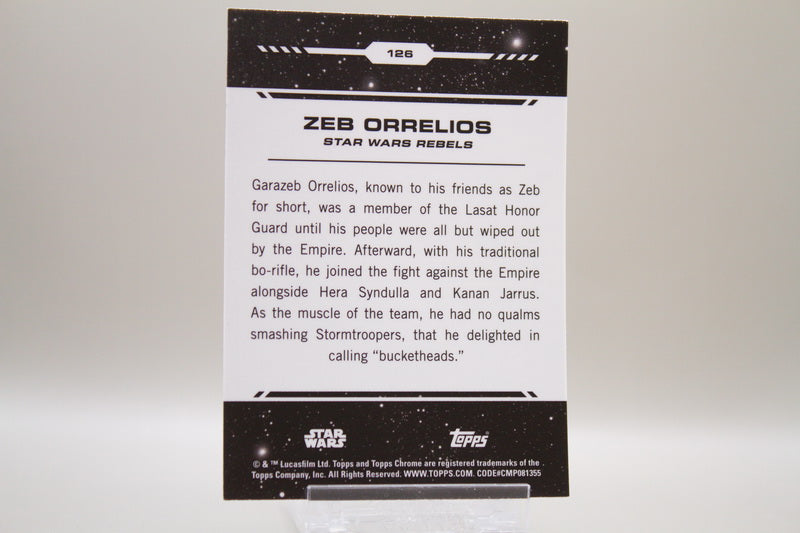 126
ZEB ORRELIOS
STAR WARS REBELS
Garazeb Orrelios, known to his friends as Zeb
for short, was a member of the Lasat Honor
Guard until his people were all but wiped out
by the Empire. Afterward, with his traditional
bo-rifle, he joined the fight against the Empire
alongside Hera Syndulla and Kanan Jarrus.
As the muscle of the team, he had no qualms
smashing Stormtroopers, that he delighted in
calling “bucketheads.”
STAR
WARS
topps
© & ™ Lucasfilm Ltd. Topps and Topps Chrome are registered trademarks of the
Topps Company, Inc. All Rights Reserved. WWW.TOPPS.COM. CODE#CMP081355